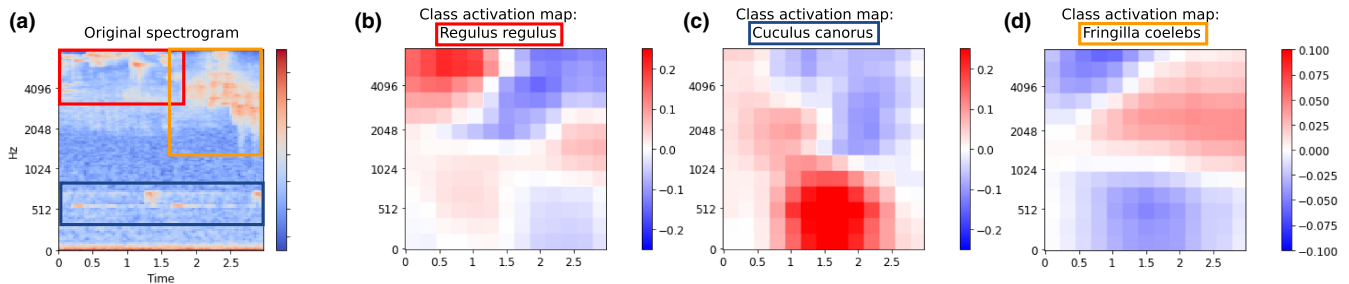 (a)
Original spectrogram
4096
2048
1024
512
0
Hz
0 0.5 1 1.5 2 2.5
Time
(b)
Class activation map:
Regulus regulus
4096
2048
1024
512
0
0 0.5 1 1.5 2 2.5
0.2
0.1
0.0
−0.1
−0.2
(c)
Class activation map:
Cuculus canorus
4096
2048
1024
512
0
0 0.5 1 1.5 2 2.5
0.2
0.1
0.0
−0.1
−0.2
(d)
Class activation map:
Fringilla coelebs
4096
2048
1024
512
0
0 0.5 1 1.5 2 2.5
0.100
0.075
0.050
0.025
0.000
−0.025
−0.050
−0.075
−0.100